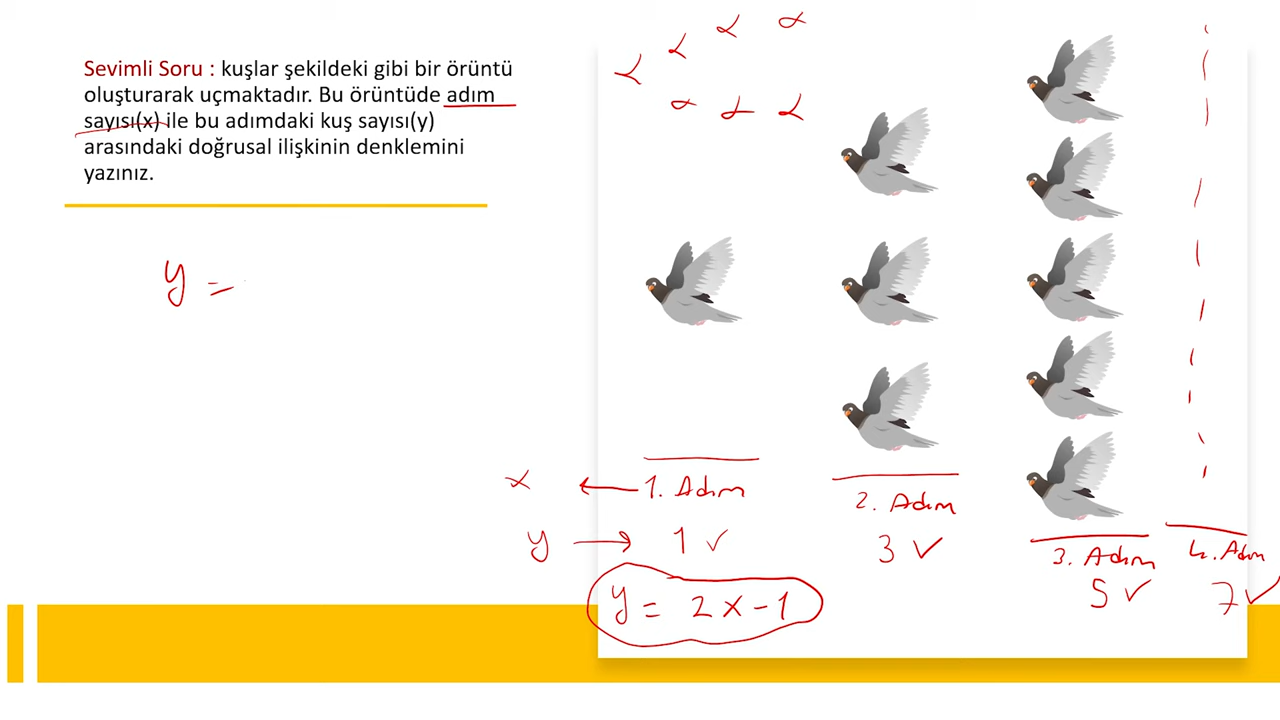 Sevimli Soru : kuşlar şekildeki gibi bir örüntü
oluşturarak uçmaktadır. Bu örüntüde adım
sayısı(x) ile bu adımdaki kuş sayısı(y)
arasındaki doğrusal ilişkinin denklemini
yazınız.
y =
x ← 1. Adım
2. Adım
3. Adım
4. Adım
y → 1 ✓
3 ✓
5 ✓
7 ✓
y = 2x - 1